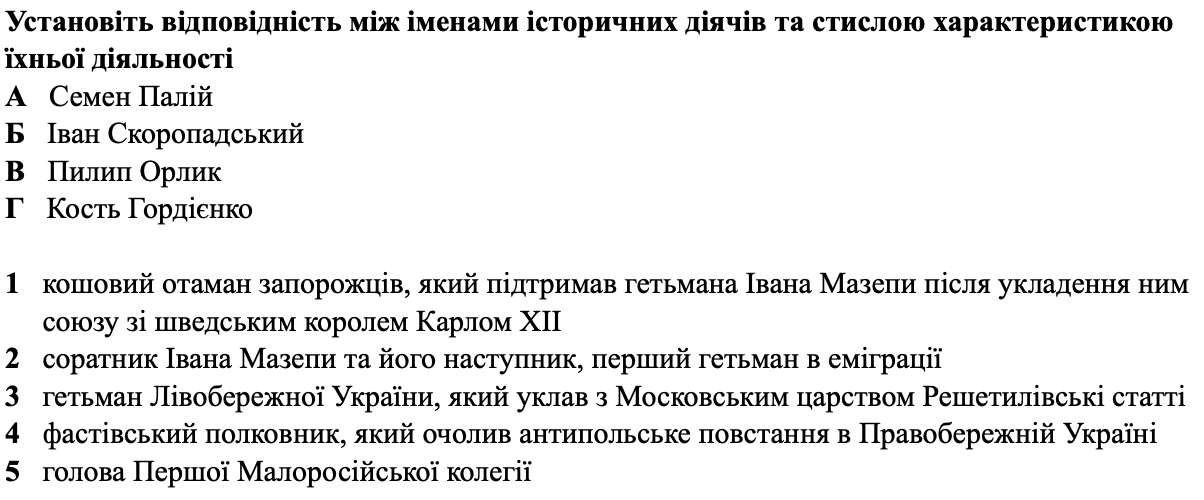 Установіть відповідність між іменами історичних діячів та стислою характеристикою
їхньої діяльності
А Семен Палій
Б Іван Скоропадський
В Пилип Орлик
Г Кость Гордієнко
1 кошовий отаман запорожців, який підтримав гетьмана Івана Мазепи після укладення ним
союзу зі шведським королем Карлом XII
2 соратник Івана Мазепи та його наступник, перший гетьман в еміграції
3 гетьман Лівобережної України, який уклав з Московським царством Решетилівські статті
4 фастівський полковник, який очолив антипольське повстання в Правобережній Україні
5 голова Першої Малоросійської колегії